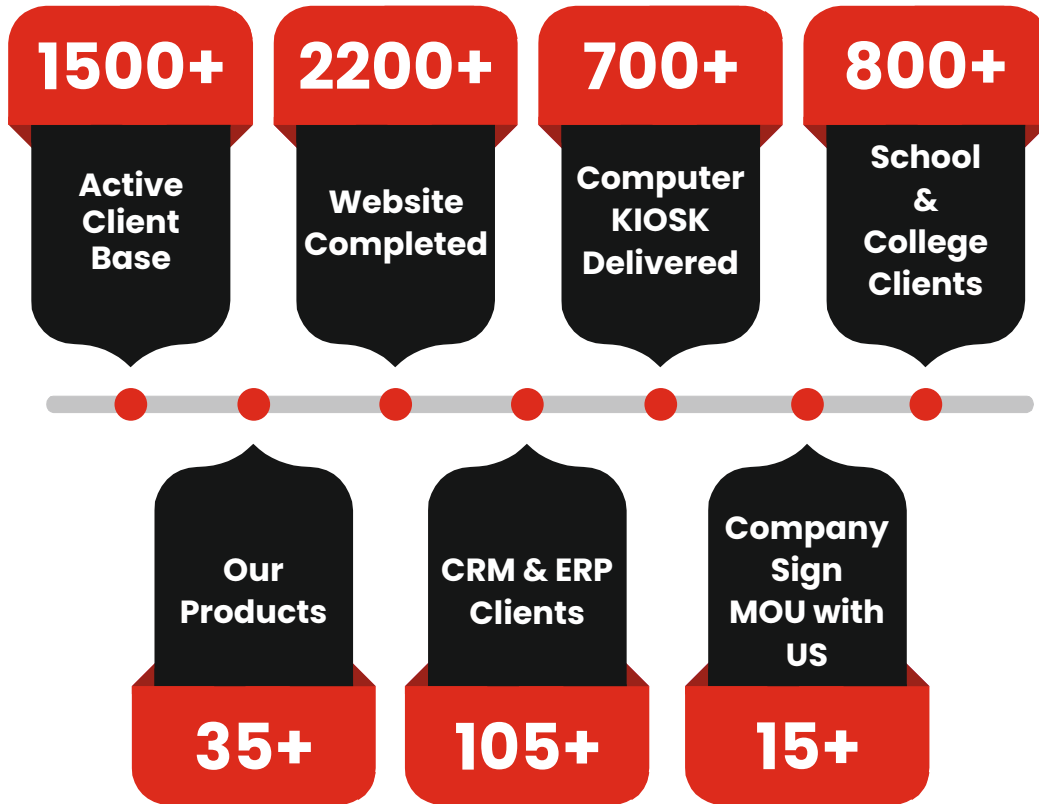 1500+
Active
Client
Base
2200+
Website
Completed
700+
Computer
KIOSK
Delivered
800+
School
&
College
Clients
Our
Products
35+
CRM & ERP
Clients
105+
Company
Sign
MOU with
US
15+